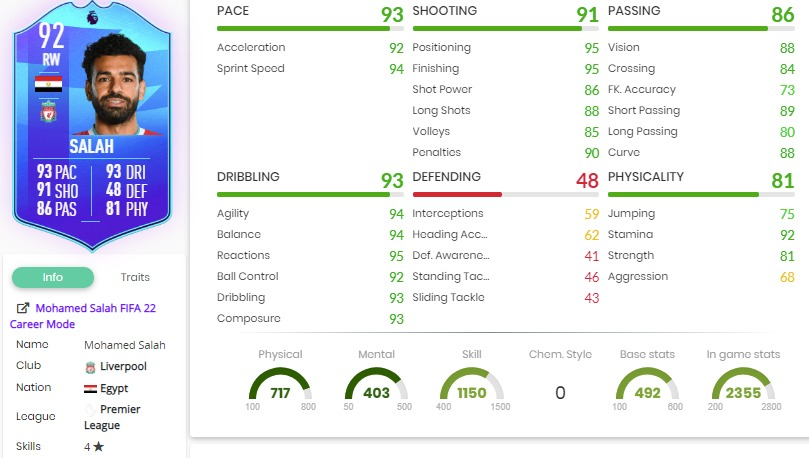 92
RW
SALAH
93 PAC 93 DRI
91 SHO 48 DEF
86 PAS 81 PHY
Info Traits
Mohamed Salah FIFA 22
Career Mode
Name Mohamed Salah
Club Liverpool
Nation Egypt
League Premier
League
Skills 4★
PACE 93
Acceleration 92
Sprint Speed 94
SHOOTING 91
Positioning 95
Finishing 95
Shot Power 86
Long Shots 88
Volleys 85
Penalties 90
PASSING 86
Vision 88
Crossing 84
FK. Accuracy 73
Short Passing 89
Long Passing 80
Curve 88
DRIBBLING 93
Agility 94
Balance 94
Reactions 95
Ball Control 92
Dribbling 93
Composure 93
DEFENDING 48
Interceptions 59
Heading Acc... 62
Def. Awarene... 41
Standing Tac... 46
Sliding Tackle 43
PHYSICALITY 81
Jumping 75
Stamina 92
Strength 81
Aggression 68
Physical Mental Skill Chem. Style Base stats In game stats
717 403 1150 0 492 2355
100 800 50 500 400 1500 100 600 200 2800